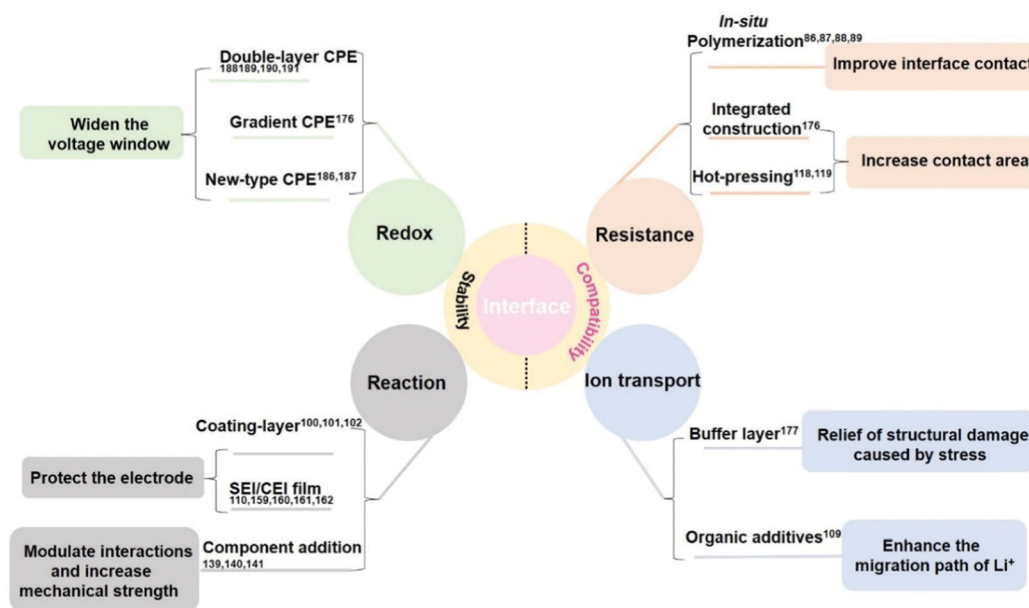 Double-layer CPE
188189,190,191
Widen the
voltage window
Gradient CPE176
New-type CPE186,187
Redox
In-situ
Polymerization86,87,88,89
Improve interface contact
Integrated
construction176
Increase contact area
Hot-pressing118,119
Resistance
Stability
Interface
Compatibility
Reaction
Coating-layer100,101,102
Protect the electrode
SEI/CEI film
110,159,160,161,162
Modulate interactions
and increase
mechanical strength
Component addition
139,140,141
Ion transport
Buffer layer177
Relief of structural damage
caused by stress
Organic additives109
Enhance the
migration path of Li+